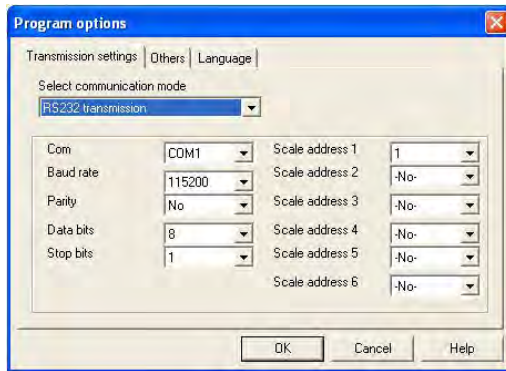 Program options
Transmission settings Others Language
Select communication mode
RS232 transmission
Com COM1 Scale address 1 1
Baud rate 115200 Scale address 2 -No-
Parity No Scale address 3 -No-
Data bits 8 Scale address 4 -No-
Stop bits 1 Scale address 5 -No-
Scale address 6 -No-
OK Cancel Help